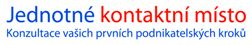 Jednotné kontaktní místo
Konzultace vašich prvních podnikatelských kroků